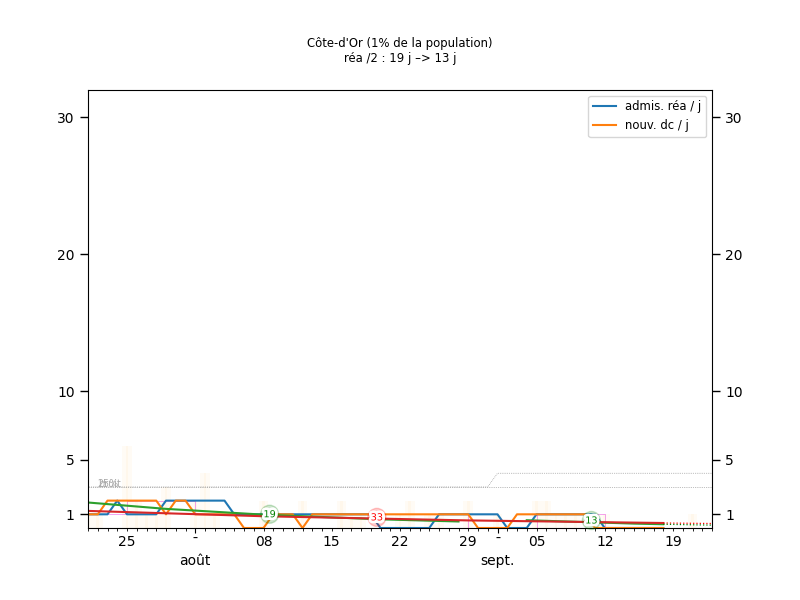 Côte-d'Or (1% de la population)
réa /2 : 19 j –> 13 j
admis. réa / j
nouv. dc / j
30 30
20 20
10 10
5 5
1 1
19
33
13
25 - 08 15 22 29 - 05 12 19
août sept.